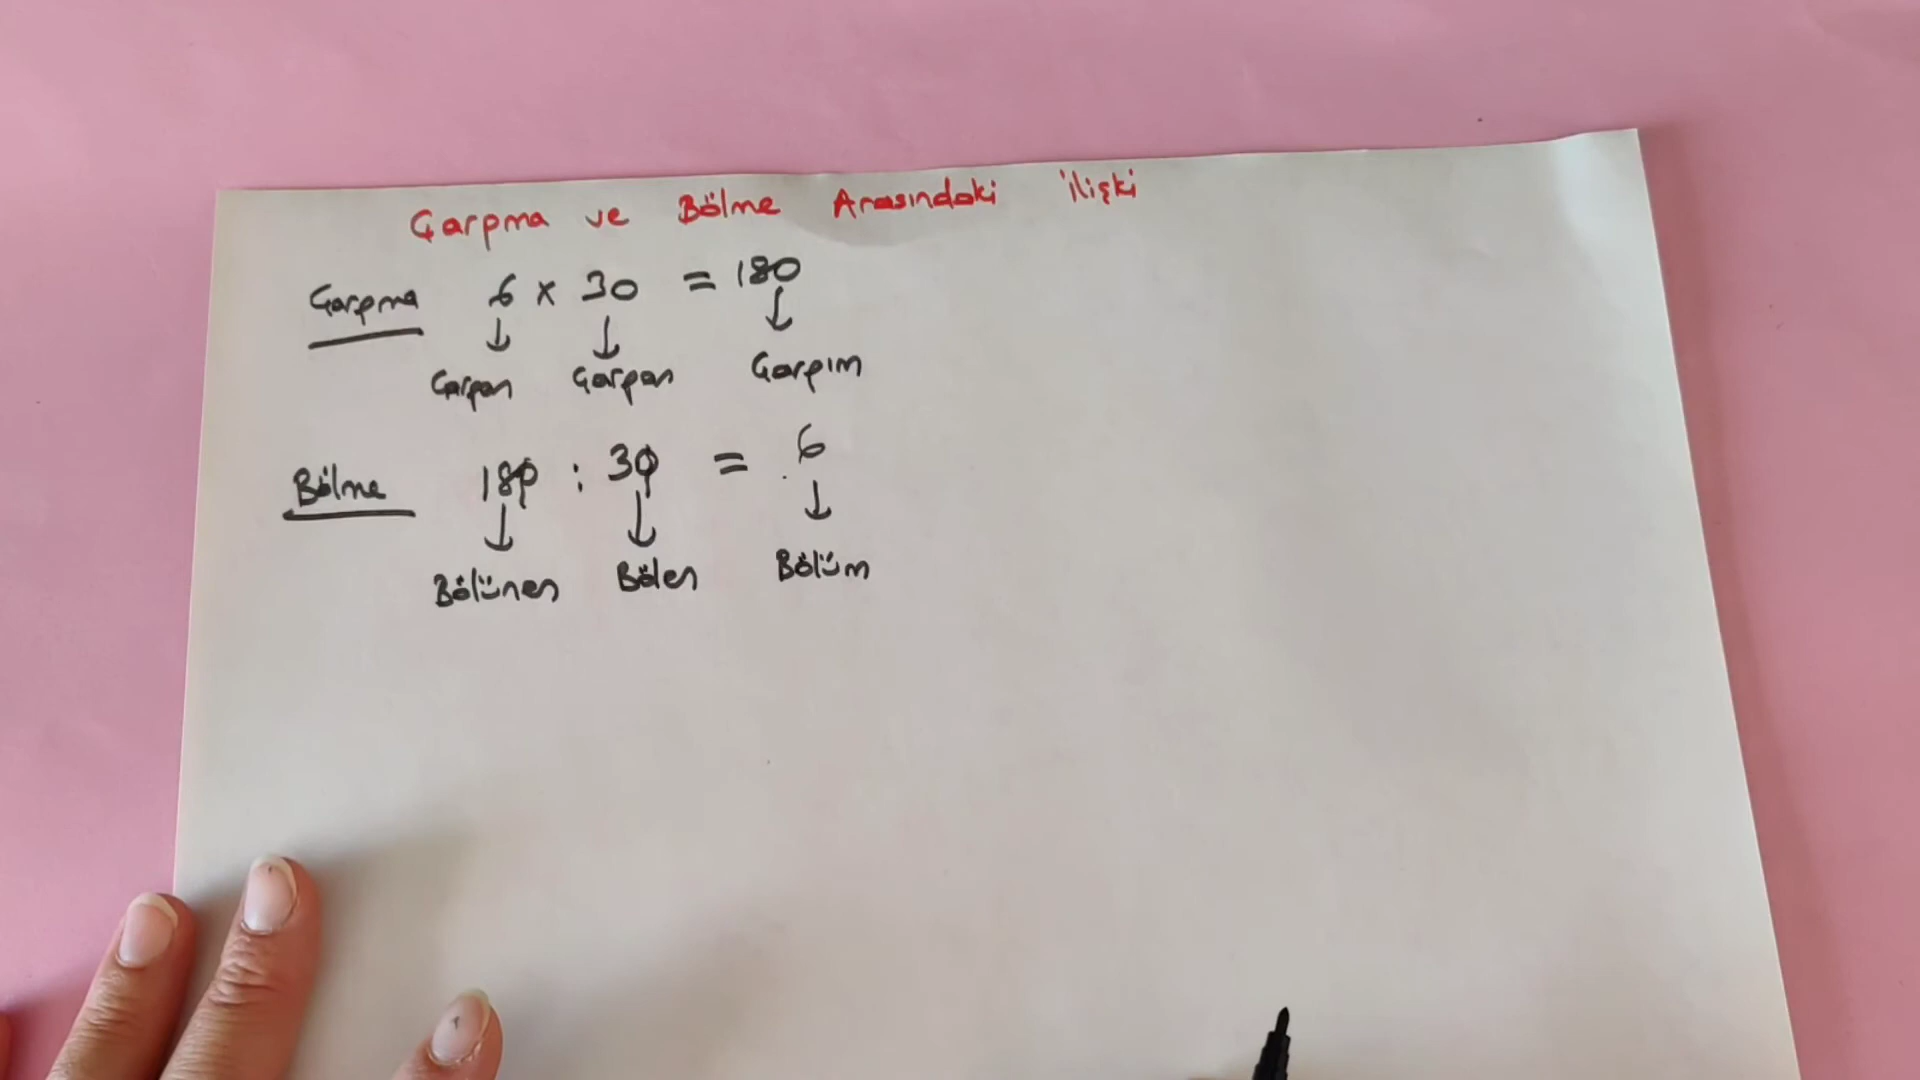 Çarpma ve Bölme Arasındaki İlişki
Çarpma 6 x 30 = 180
↓ ↓ ↓
Çarpan Çarpan Çarpım
Bölme 180 : 30 = 6
↓ ↓ ↓
Bölünen Bölen Bölüm